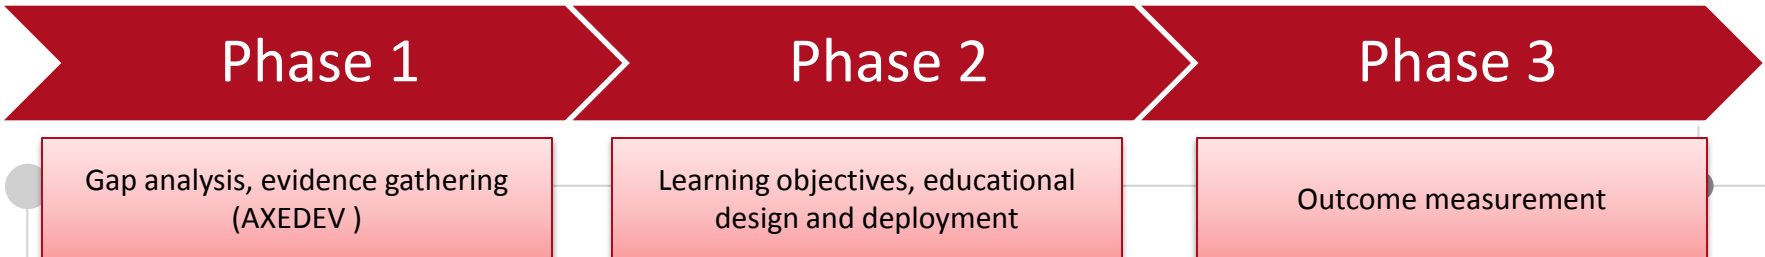 Phase 1
Phase 2
Phase 3
Gap analysis, evidence gathering
(AXEDEV )
Learning objectives, educational
design and deployment
Outcome measurement